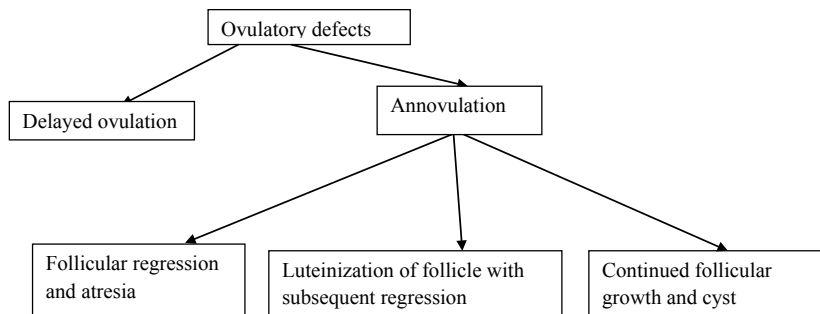 Ovulatory defects
Delayed ovulation
Annovulation
Follicular regression
and atresia
Luteinization of follicle with
subsequent regression
Continued follicular
growth and cyst